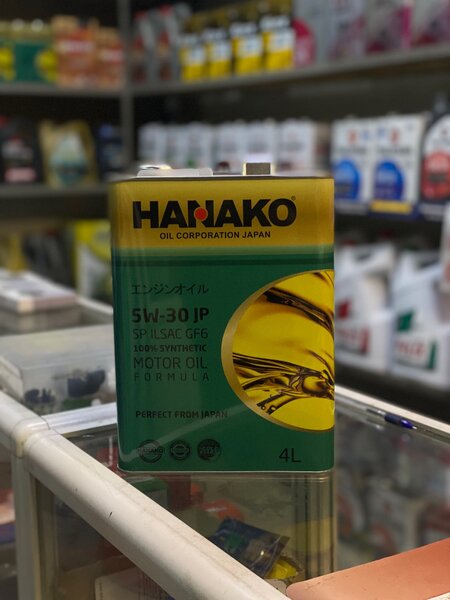 HANAKO
OIL CORPORATION JAPAN
エンジンオイル
5W-30 JP
SP ILSAC GF6
100% SYNTHETIC
MOTOR OIL
FORMULA
PERFECT FROM JAPAN
HANAKO
4L